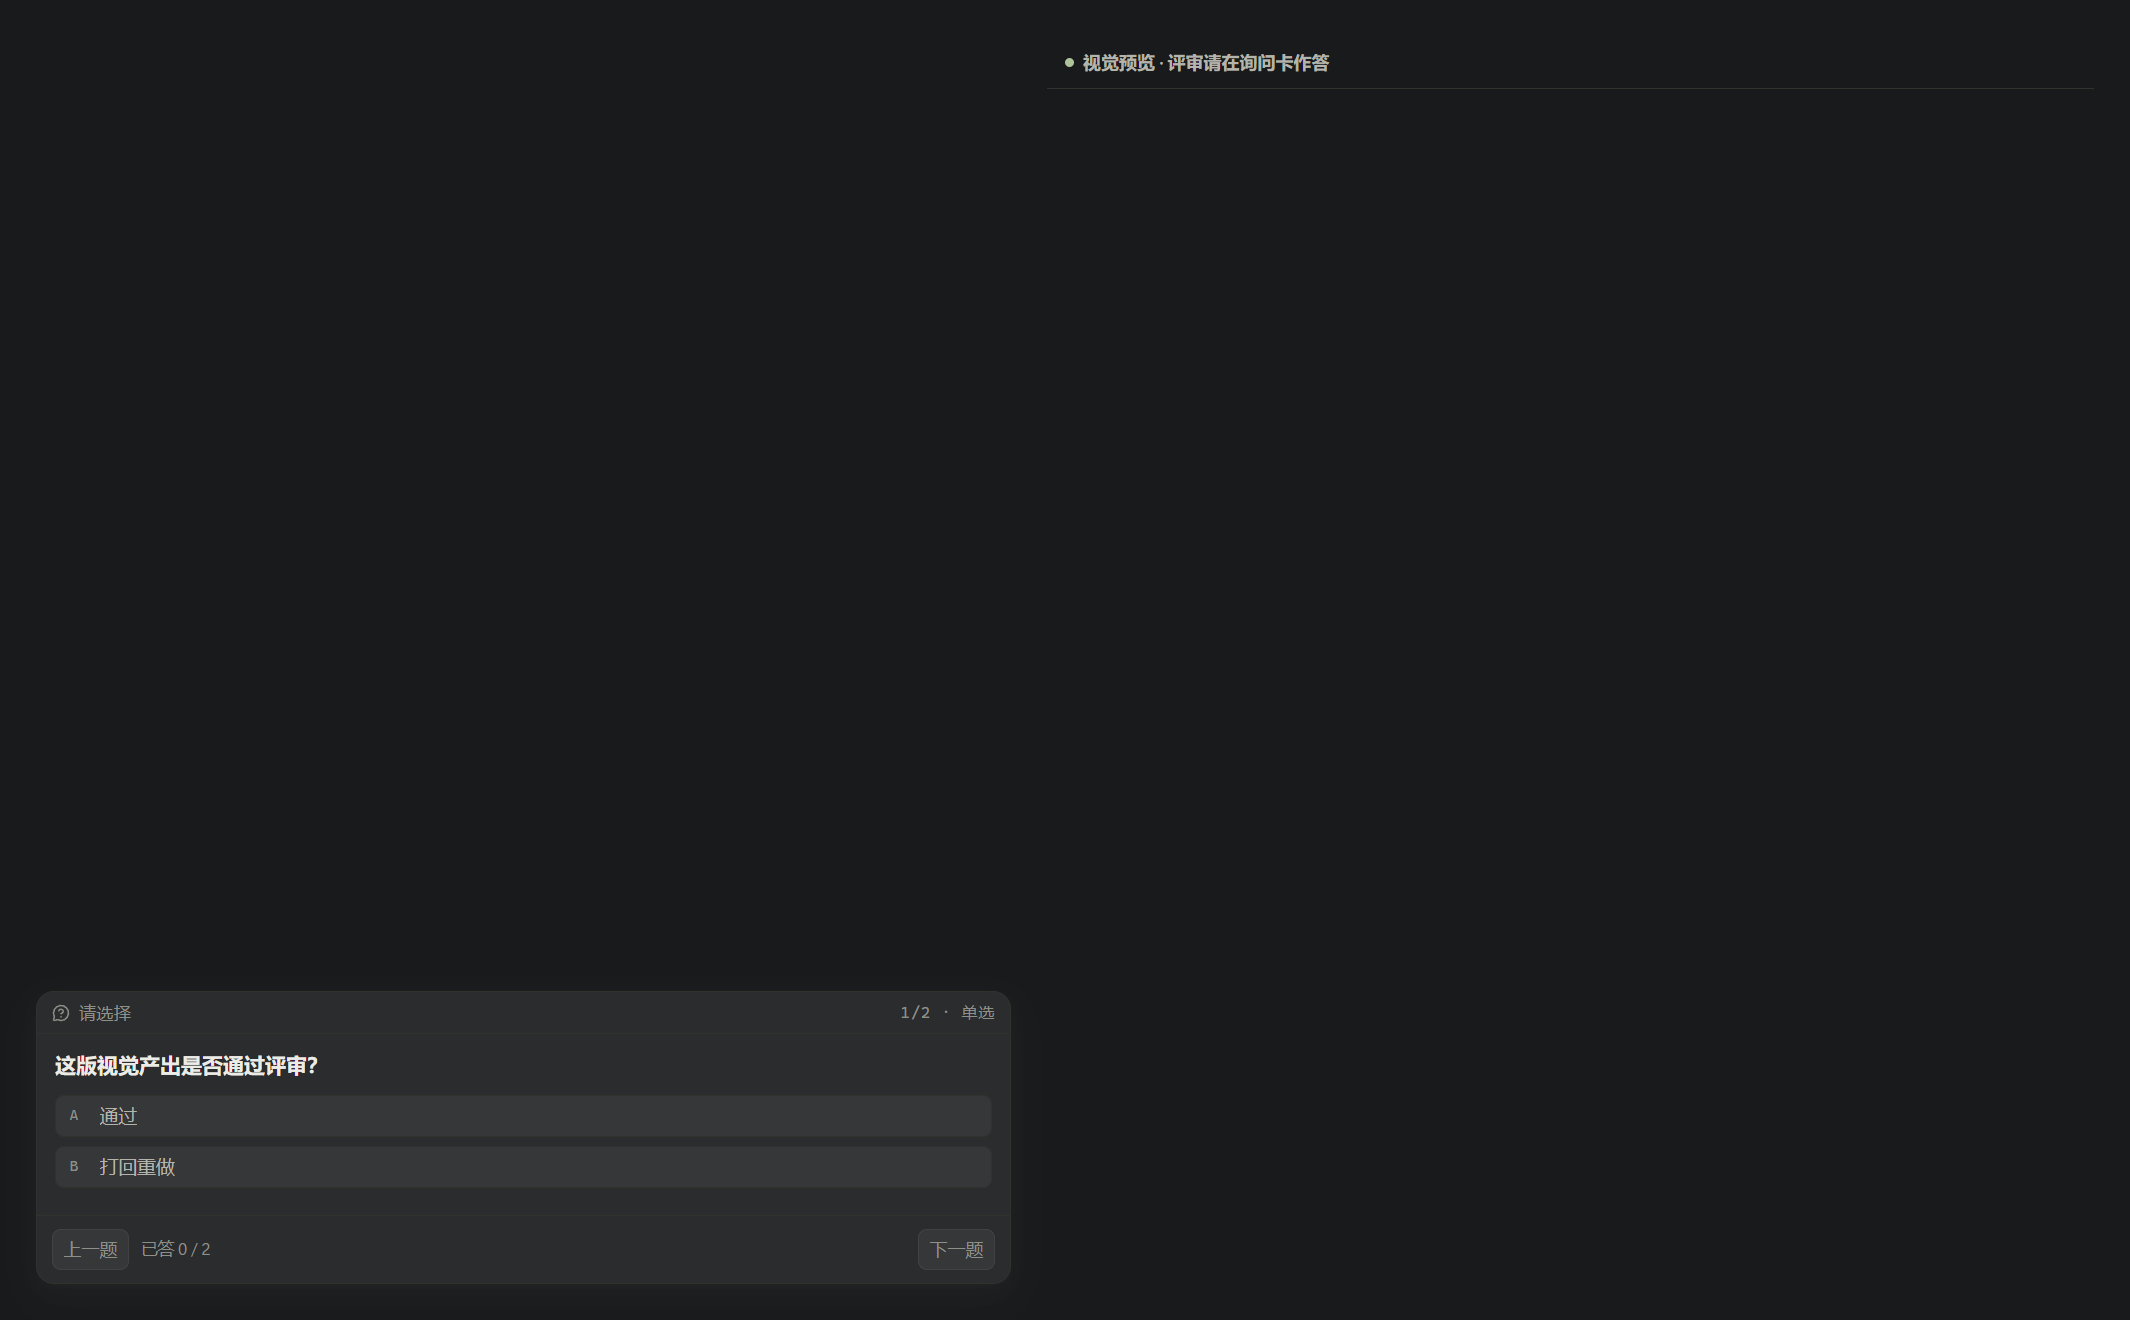 视觉预览 · 评审请在询问卡作答
请选择
1/2 · 单选
这版视觉产出是否通过评审？
A 通过
B 打回重做
上一题 已答 0 / 2 下一题